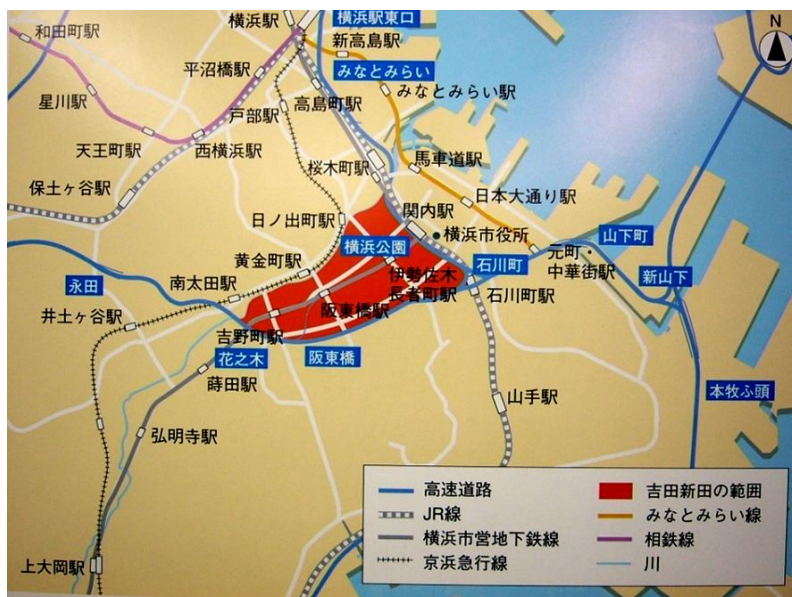 横浜駅
横浜駅東口
N
和田町駅
新高島駅
平沼橋駅
みなとみらい
星川駅
戸部駅
高島町駅
みなとみらい駅
天王町駅
西横浜駅
桜木町駅
馬車道駅
保土ヶ谷駅
日本大通り駅
日ノ出町駅
関内駅
横浜市役所
山下町
横浜公園
元町・
中華街駅
黄金町駅
伊勢佐木
長者町駅
石川町
新山下
永田
南太田駅
石川町駅
井土ヶ谷駅
阪東橋駅
吉野町駅
花之木
阪東橋
蒔田駅
本牧ふ頭
山手駅
弘明寺駅
上大岡駅
高速道路
JR線
横浜市営地下鉄線
京浜急行線
吉田新田の範囲
みなとみらい線
相鉄線
川